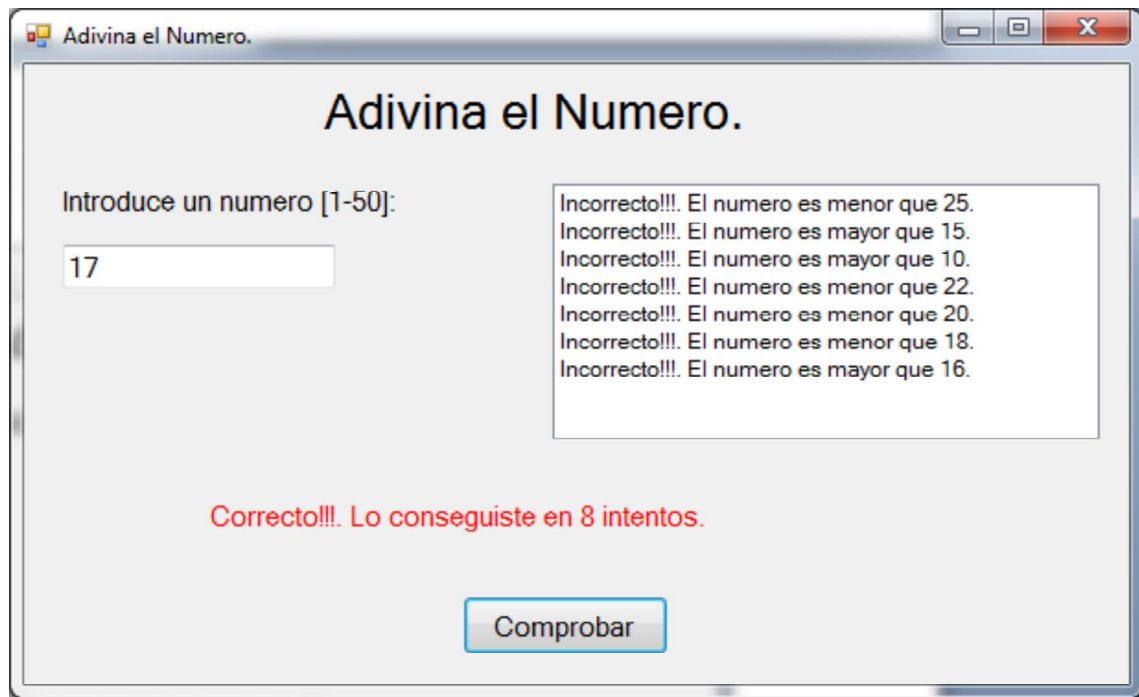 Adivina el Numero.
Adivina el Numero.
Introduce un numero [1-50]:
17
Incorrecto!!!. El numero es menor que 25.
Incorrecto!!!. El numero es mayor que 15.
Incorrecto!!!. El numero es mayor que 10.
Incorrecto!!!. El numero es menor que 22.
Incorrecto!!!. El numero es menor que 20.
Incorrecto!!!. El numero es menor que 18.
Incorrecto!!!. El numero es mayor que 16.
Correcto!!!. Lo conseguiste en 8 intentos.
Comprobar